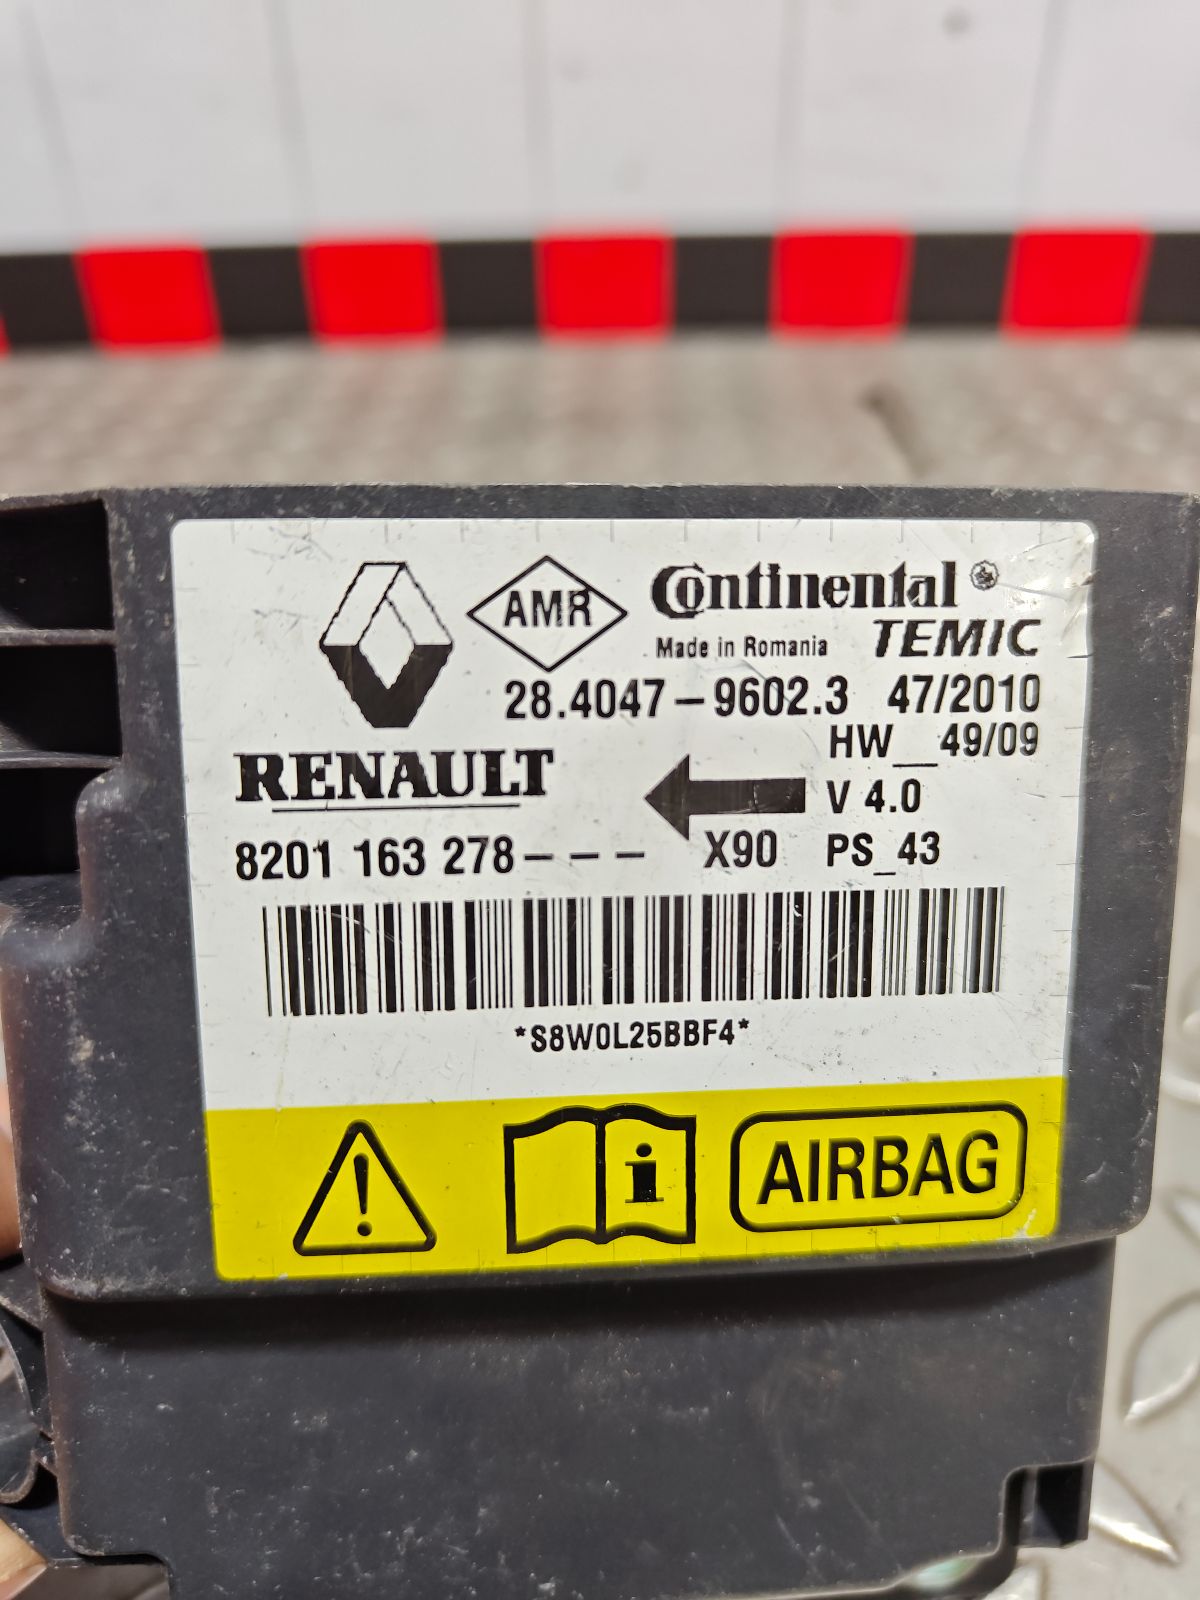 AMR
Continental®
Made in Romania TEMIC
28.4047-9602.3 47/2010
HW__49/09
RENAULT
V 4.0
8201 163 278--- X90 PS_43
*S8W0L25BBF4*
! i AIRBAG